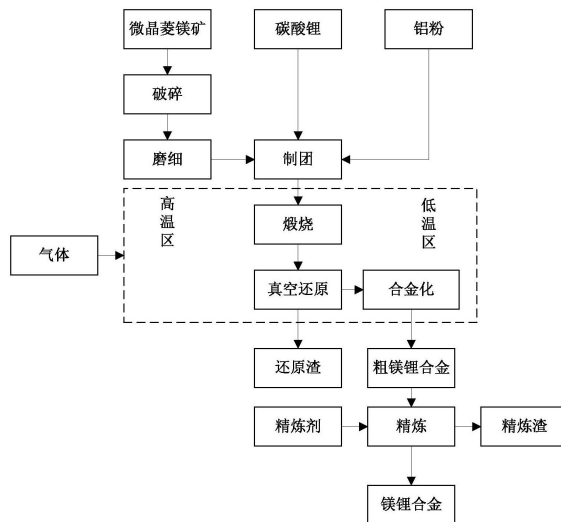 微晶菱镁矿
碳酸锂
铝粉
破碎
磨细
制团
高温区
低温区
煅烧
气体
真空还原
合金化
还原渣
粗镁锂合金
精炼剂
精炼
精炼渣
镁锂合金